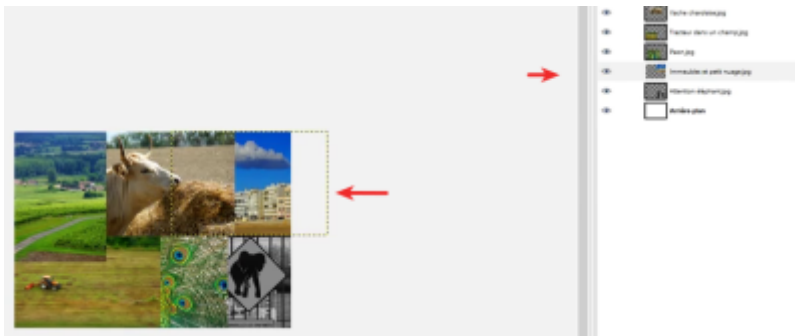 Vache charolaise.jpg
Tracteur dans un champ.jpg
Paon.jpg
Immeubles et petit nuage.jpg
Attention éléphant.jpg
Arrière-plan